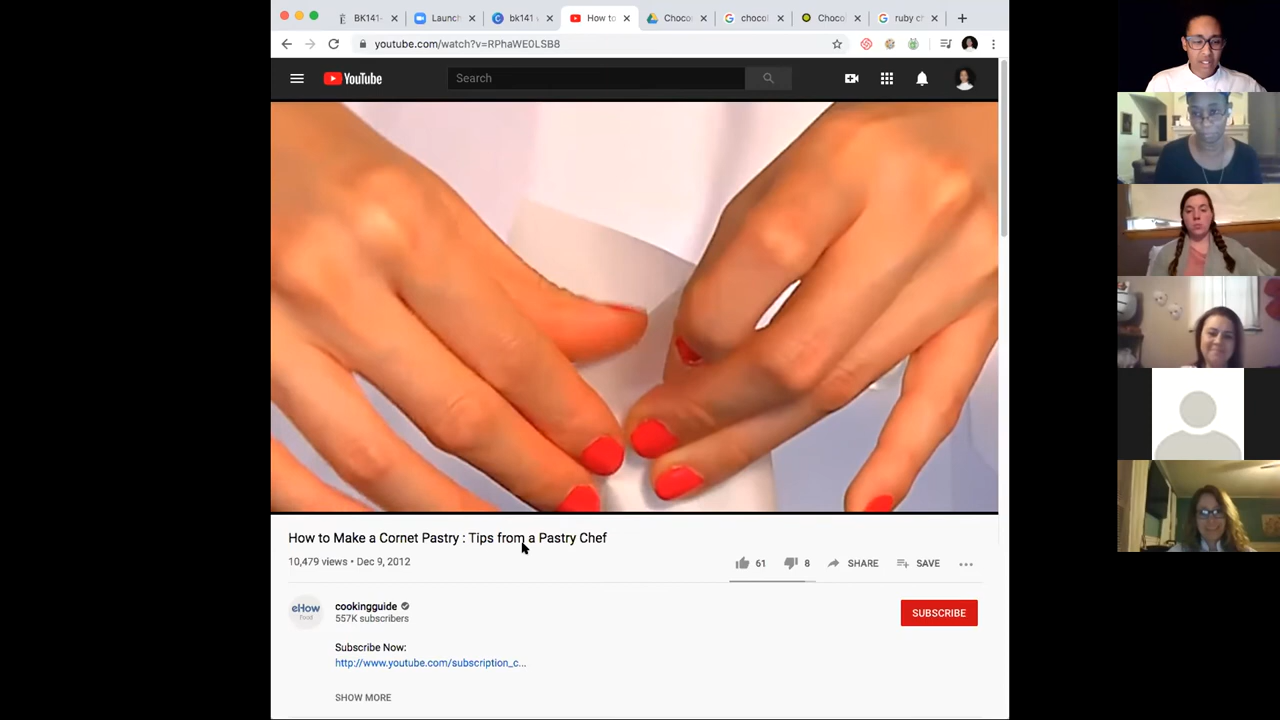 BK141-
Launch
bk141
How to
Choco
chocol
Choco
ruby ch
youtube.com/watch?v=RPhaWE0LSB8
YouTube
Search
How to Make a Cornet Pastry : Tips from a Pastry Chef
10,479 views • Dec 9, 2012
61
8
SHARE
SAVE
eHow
Food
cookingguide
557K subscribers
SUBSCRIBE
Subscribe Now:
http://www.youtube.com/subscription_c...
SHOW MORE